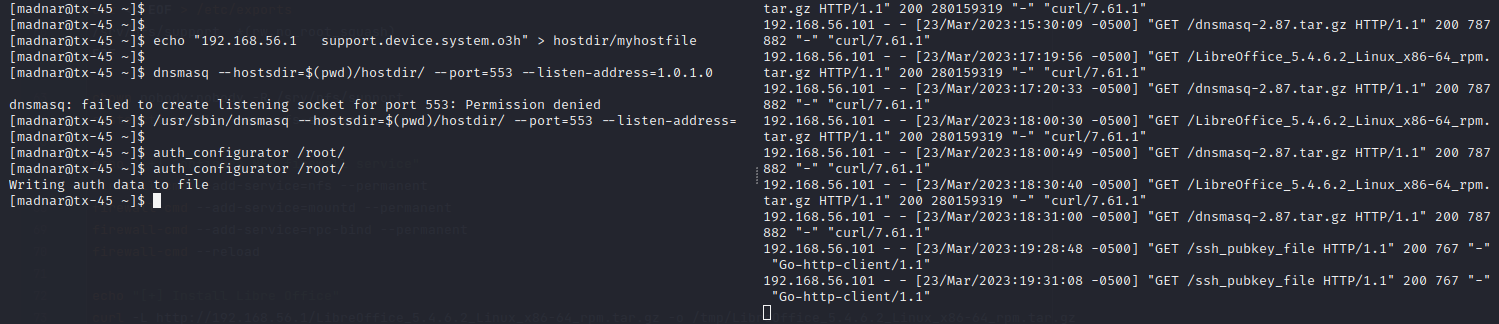 [madnar@tx-45 ]$
[madnar@tx-45 ]$ echo "192.168.56.1   support.device.system.o3h" > hostdir/myhostfile
[madnar@tx-45 ]$
[madnar@tx-45 ]$ dnsmasq --hostsdir=$(pwd)/hostdir/ --port=553 --listen-address=1.0.1.0
dnsmasq: failed to create listening socket for port 553: Permission denied
[madnar@tx-45 ]$ /usr/sbin/dnsmasq --hostsdir=$(pwd)/hostdir/ --port=553 --listen-address=
[madnar@tx-45 ]$
[madnar@tx-45 ]$ auth_configurator /root/
[madnar@tx-45 ]$ auth_configurator /root/
Writing auth data to file
[madnar@tx-45 ]$
tar.gz HTTP/1.1" 200 280159319 "-" "curl/7.61.1"
192.168.56.101 - - [23/Mar/2023:15:30:09 -0500] "GET /dnsmasq-2.87.tar.gz HTTP/1.1" 200 787
882 "-" "curl/7.61.1"
192.168.56.101 - - [23/Mar/2023:17:19:56 -0500] "GET /LibreOffice_5.4.6.2_Linux_x86-64_rpm.
tar.gz HTTP/1.1" 200 280159319 "-" "curl/7.61.1"
192.168.56.101 - - [23/Mar/2023:17:20:33 -0500] "GET /dnsmasq-2.87.tar.gz HTTP/1.1" 200 787
882 "-" "curl/7.61.1"
192.168.56.101 - - [23/Mar/2023:18:00:30 -0500] "GET /LibreOffice_5.4.6.2_Linux_x86-64_rpm.
tar.gz HTTP/1.1" 200 280159319 "-" "curl/7.61.1"
192.168.56.101 - - [23/Mar/2023:18:00:49 -0500] "GET /dnsmasq-2.87.tar.gz HTTP/1.1" 200 787
882 "-" "curl/7.61.1"
192.168.56.101 - - [23/Mar/2023:18:30:40 -0500] "GET /LibreOffice_5.4.6.2_Linux_x86-64_rpm.
tar.gz HTTP/1.1" 200 280159319 "-" "curl/7.61.1"
192.168.56.101 - - [23/Mar/2023:18:31:00 -0500] "GET /dnsmasq-2.87.tar.gz HTTP/1.1" 200 787
882 "-" "curl/7.61.1"
192.168.56.101 - - [23/Mar/2023:19:28:48 -0500] "GET /ssh_pubkey_file HTTP/1.1" 200 767 "-"
"Go-http-client/1.1"
192.168.56.101 - - [23/Mar/2023:19:31:08 -0500] "GET /ssh_pubkey_file HTTP/1.1" 200 767 "-"
"Go-http-client/1.1"